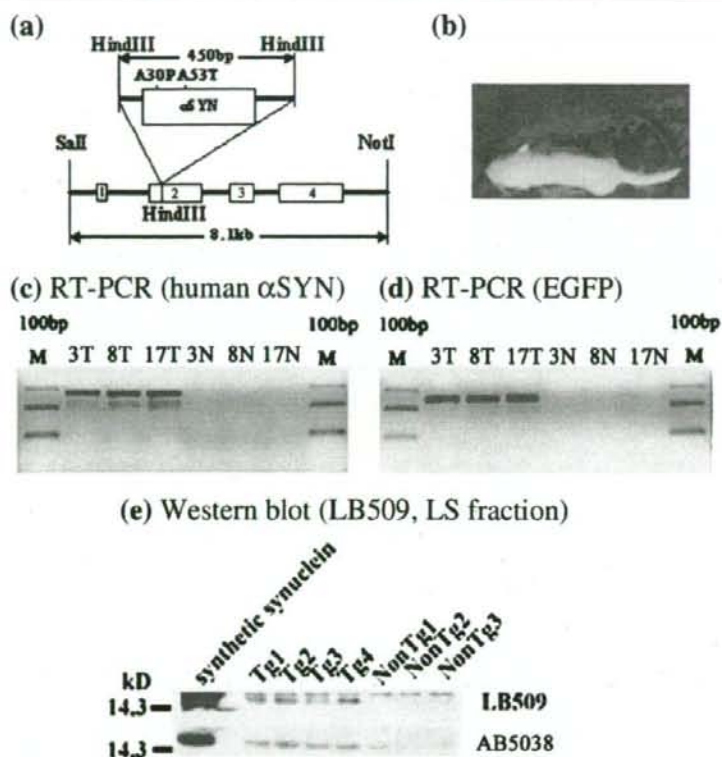 (a)
(b)
HindIII HindIII
450bp
A30P A53T
αSYN
SalI NotI
1 2 3 4
HindIII
8.1kb
(c) RT-PCR (human αSYN)
(d) RT-PCR (EGFP)
100bp 100bp
M 3T 8T 17T 3N 8N 17N M
100bp 100bp
M 3T 8T 17T 3N 8N 17N M
(e) Western blot (LB509, LS fraction)
synthetic synuclein
Tg1 Tg2 Tg3 Tg4 NonTg1 NonTg2 NonTg3
kD
14.3 LB509
14.3 AB5038